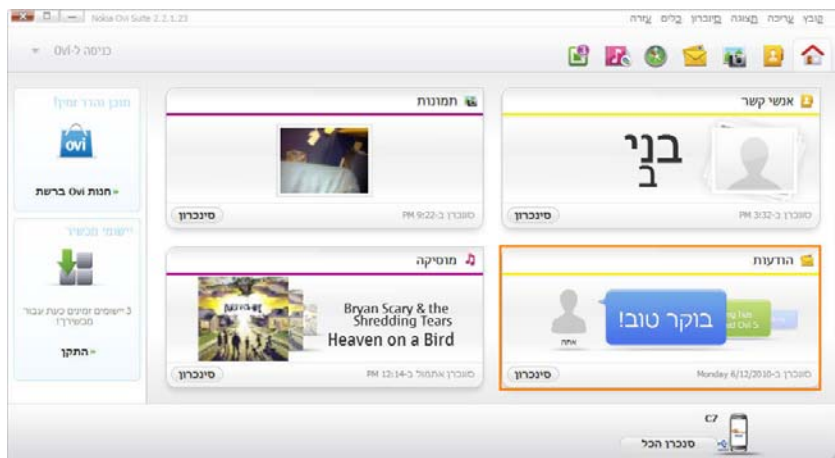 קובץ עריכה תצוגה מיוברון כלים עזרה
Nokia Ovi Suite 2.2.1.23
כניסה ל-Ovi
אנשי קשר
בני
ב
סונכרן ב-3:32 PM
סינכרון
תמונות
סונכרן ב-9:22 PM
סינכרון
תוכן והדר זמין!
ovi
«חנות Ovi ברשת
הודעות
בוקר טוב!
אתה
סונכרן ב-Monday 6/12/2010
סינכרון
מוסיקה
Bryan Scary & the
Shredding Tears
Heaven on a Bird
סונכרן אתמול ב-12:14 PM
סינכרון
יישומי מכשיר
3 יישומים זמינים כעת עבור
מכשירך!
«התקן
C7
סנכרן הכל